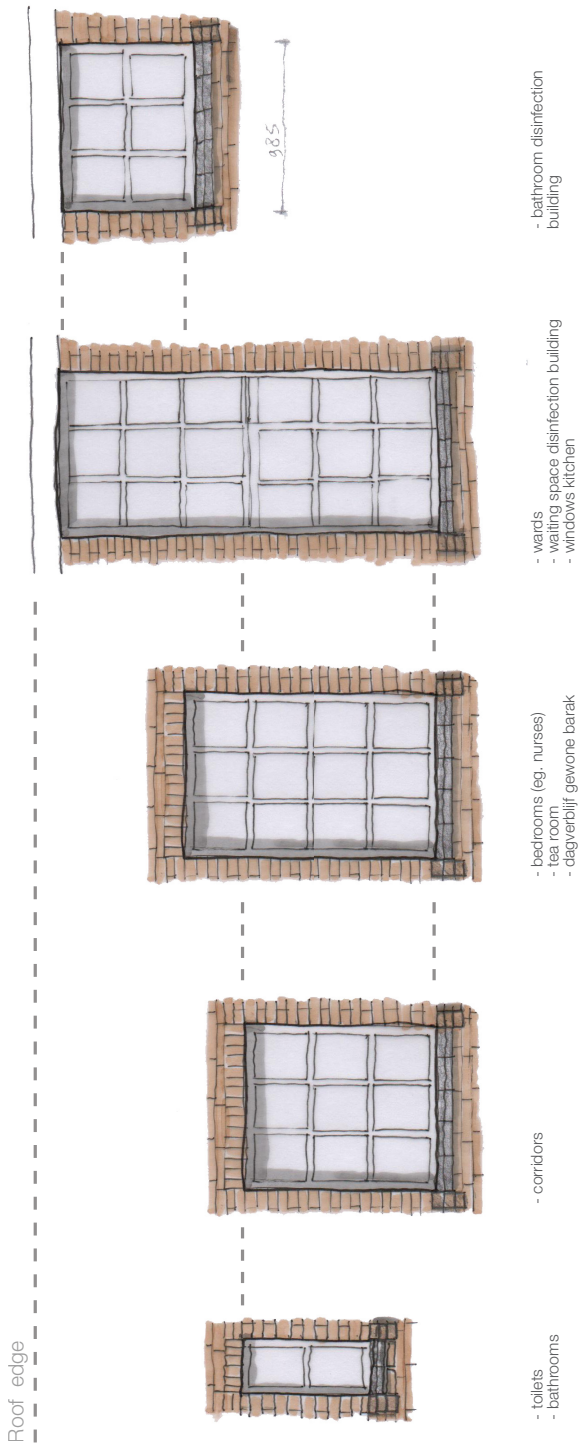 Roof edge
- toilets
- bathrooms
- corridors
- bedrooms (eg. nurses)
- tea room
- dagverblijf gewone barak
- wards
- waiting space disinfection building
- windows kitchen
985
- bathroom disinfection
building